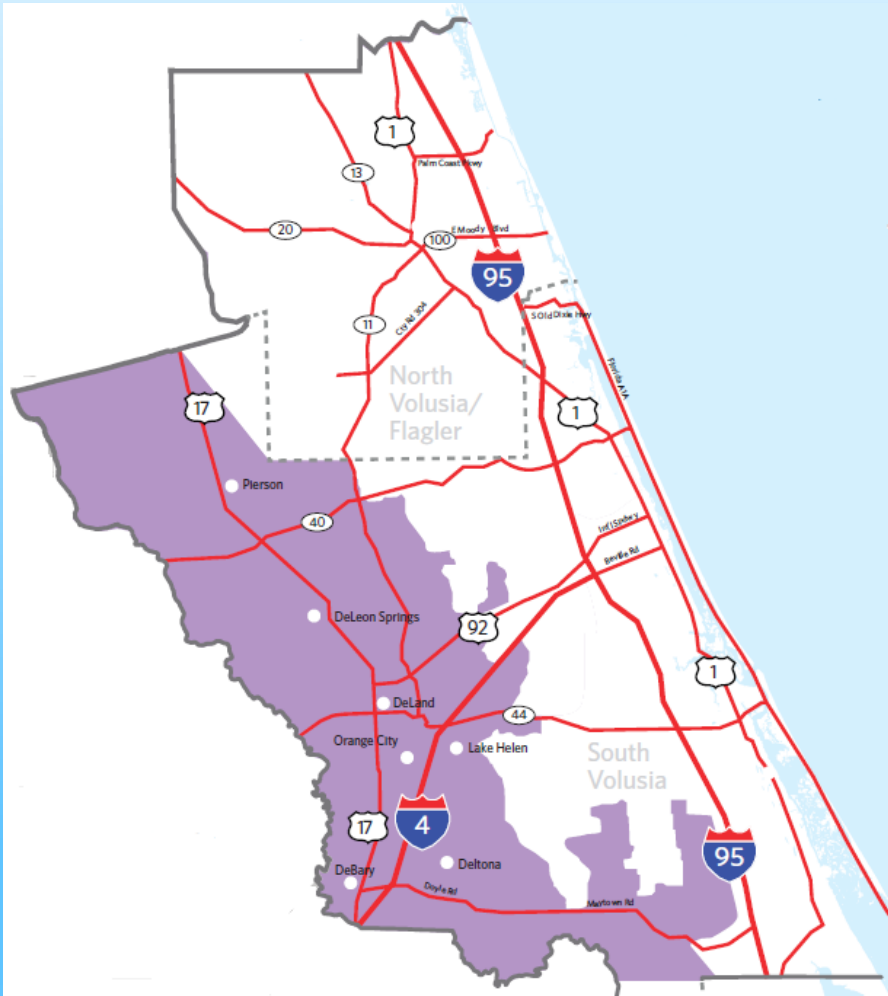 1
Palm Coast Pkwy
13
20
E Moody Blvd
100
95
S Old Dixie Hwy
11
Cty Rd 304
Florida A1A
North
Volusia/
Flagler
17
1
Pierson
40
Int'l Spdwy
Beville Rd
DeLeon Springs
92
1
DeLand
44
Orange City
Lake Helen
South
Volusia
17
4
95
Deltona
DeBary
Doyle Rd
Maytown Rd